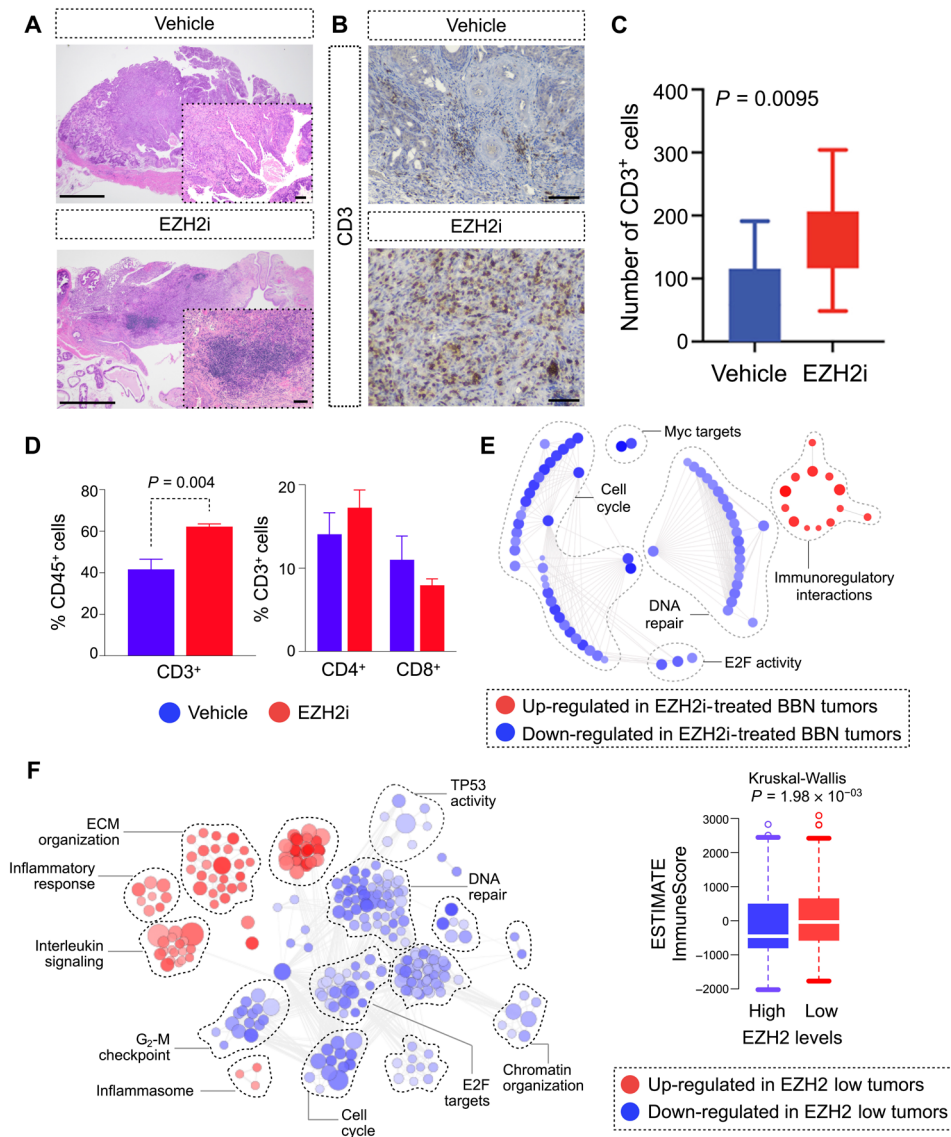 A
Vehicle
EZH2i
B
Vehicle
CD3
EZH2i
C
P = 0.0095
Number of CD3⁺ cells
400
300
200
100
0
Vehicle EZH2i
D
P = 0.004
% CD45⁺ cells
80
60
40
20
0
CD3⁺
% CD3⁺ cells
20
10
0
CD4⁺ CD8⁺
Vehicle EZH2i
E
Myc targets
Cell
cycle
DNA
repair
Immunoregulatory
interactions
E2F activity
Up-regulated in EZH2i-treated BBN tumors
Down-regulated in EZH2i-treated BBN tumors
F
ECM
organization
Inflammatory
response
Interleukin
signaling
G₂-M
checkpoint
Inflammasome
Cell
cycle
TP53
activity
DNA
repair
E2F
targets
Chromatin
organization
Kruskal-Wallis
P = 1.98 × 10⁻⁰³
ESTIMATE
ImmuneScore
3000
2000
1000
0
−1000
−2000
High Low
EZH2 levels
Up-regulated in EZH2 low tumors
Down-regulated in EZH2 low tumors